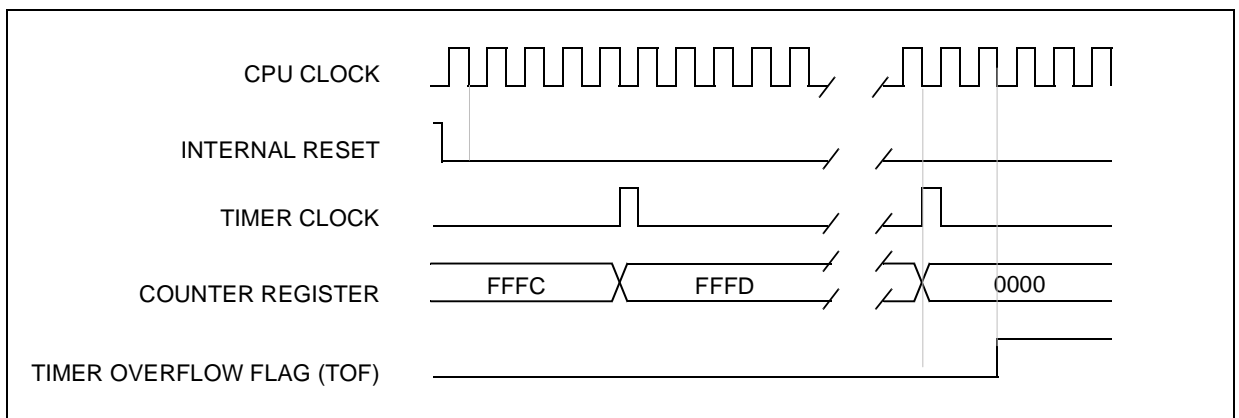 CPU CLOCK
INTERNAL RESET
TIMER CLOCK
COUNTER REGISTER
FFFC
FFFD
0000
TIMER OVERFLOW FLAG (TOF)